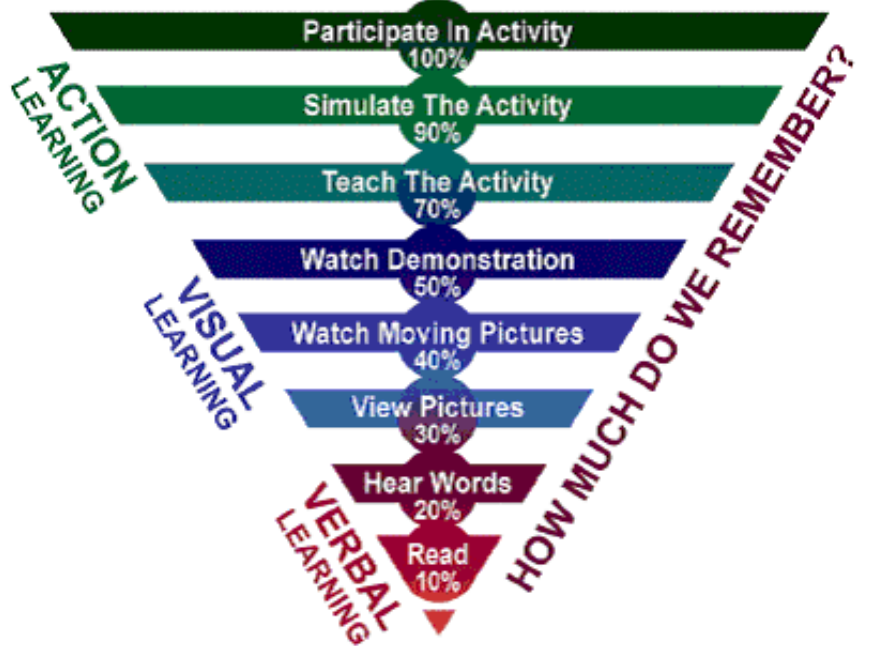 Participate In Activity
100%
Simulate The Activity
90%
Teach The Activity
70%
Watch Demonstration
50%
Watch Moving Pictures
40%
View Pictures
30%
Hear Words
20%
Read
10%
ACTION
LEARNING
VISUAL
LEARNING
VERBAL
LEARNING
HOW MUCH DO WE REMEMBER?